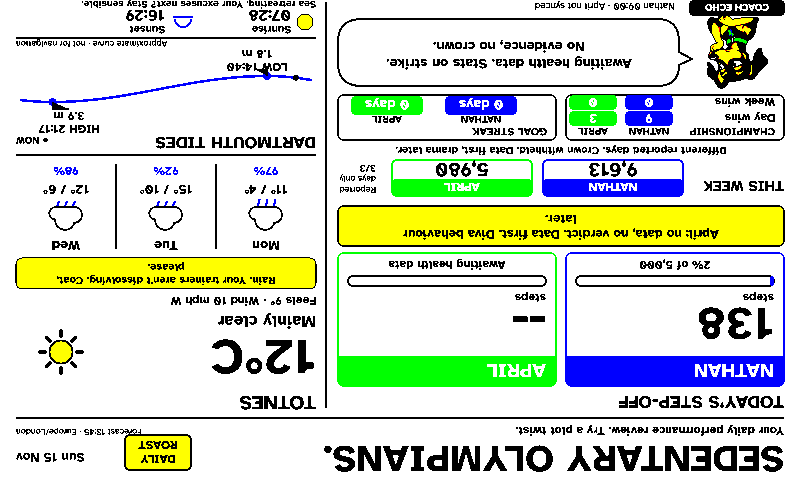 SEDENTARY OLYMPIANS.
Your daily performance review. Try a plot twist.
DAILY
ROAST
Sun 15 Nov
Forecast 13:45 · Europe/London
TODAY'S STEP-OFF
NATHAN
138
steps
2% of 5,000
APRIL
--
steps
Awaiting health data
April: no data, no verdict. Data first. Diva behaviour
later.
THIS WEEK
NATHAN
9,613
APRIL
5,980
Reported
days only
3/3
Different reported days. Crown withheld. Data first, drama later.
CHAMPIONSHIP
NATHAN
APRIL
Day wins
9
3
Week wins
0
0
GOAL STREAK
NATHAN
0 days
APRIL
0 days
Awaiting health data. Stats on strike.
No evidence, no crown.
COACH ECHO
Nathan 09:00 · April not synced
TOTNES
12°C
Mainly clear
Feels 9° · Wind 10 mph W
Rain. Your trainers aren't dissolving. Coat,
please.
Mon
11° / 4°
97%
Tue
15° / 10°
92%
Wed
12° / 6°
98%
DARTMOUTH TIDES
• NOW
HIGH 21:17
3.9 m
LOW 14:40
1.8 m
Approximate curve · not for navigation
Sunrise
07:28
Sunset
16:29
Sea retreating. Your excuses next? Stay sensible.